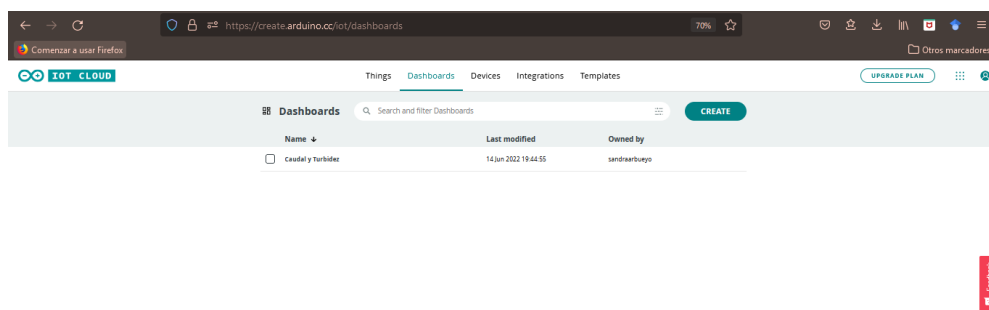 https://create.arduino.cc/iot/dashboards 70%
Comenzar a usar Firefox Otros marcadores
IOT CLOUD Things Dashboards Devices Integrations Templates UPGRADE PLAN
Dashboards Search and filter Dashboards CREATE
Name Last modified Owned by
Caudal y Turbidez 14 Jun 2022 19:44:55 sandraarbueyo